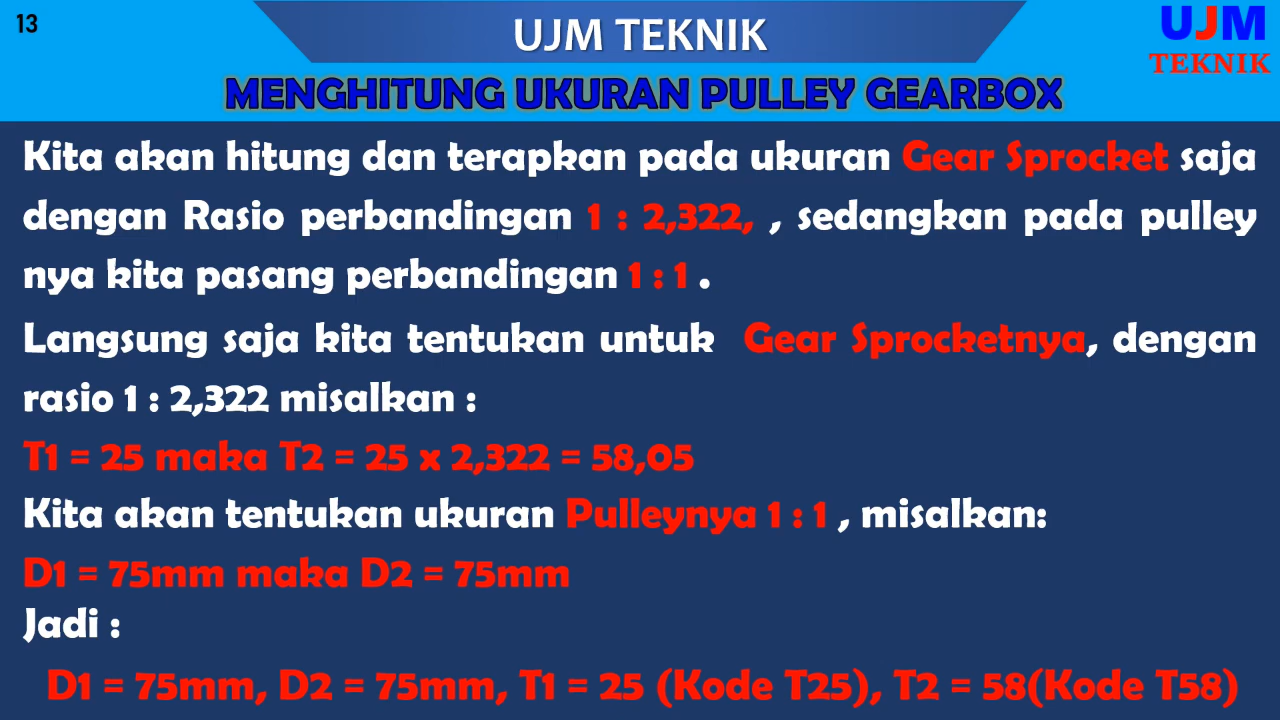 13
UJM TEKNIK
UJM
TEKNIK
MENGHITUNG UKURAN PULLEY GEARBOX
Kita akan hitung dan terapkan pada ukuran Gear Sprocket saja
dengan Rasio perbandingan 1 : 2,322, , sedangkan pada pulley
nya kita pasang perbandingan 1 : 1 .
Langsung saja kita tentukan untuk Gear Sprocketnya, dengan
rasio 1 : 2,322 misalkan :
T1 = 25 maka T2 = 25 x 2,322 = 58,05
Kita akan tentukan ukuran Pulleynya 1 : 1 , misalkan:
D1 = 75mm maka D2 = 75mm
Jadi :
D1 = 75mm, D2 = 75mm, T1 = 25 (Kode T25), T2 = 58(Kode T58)